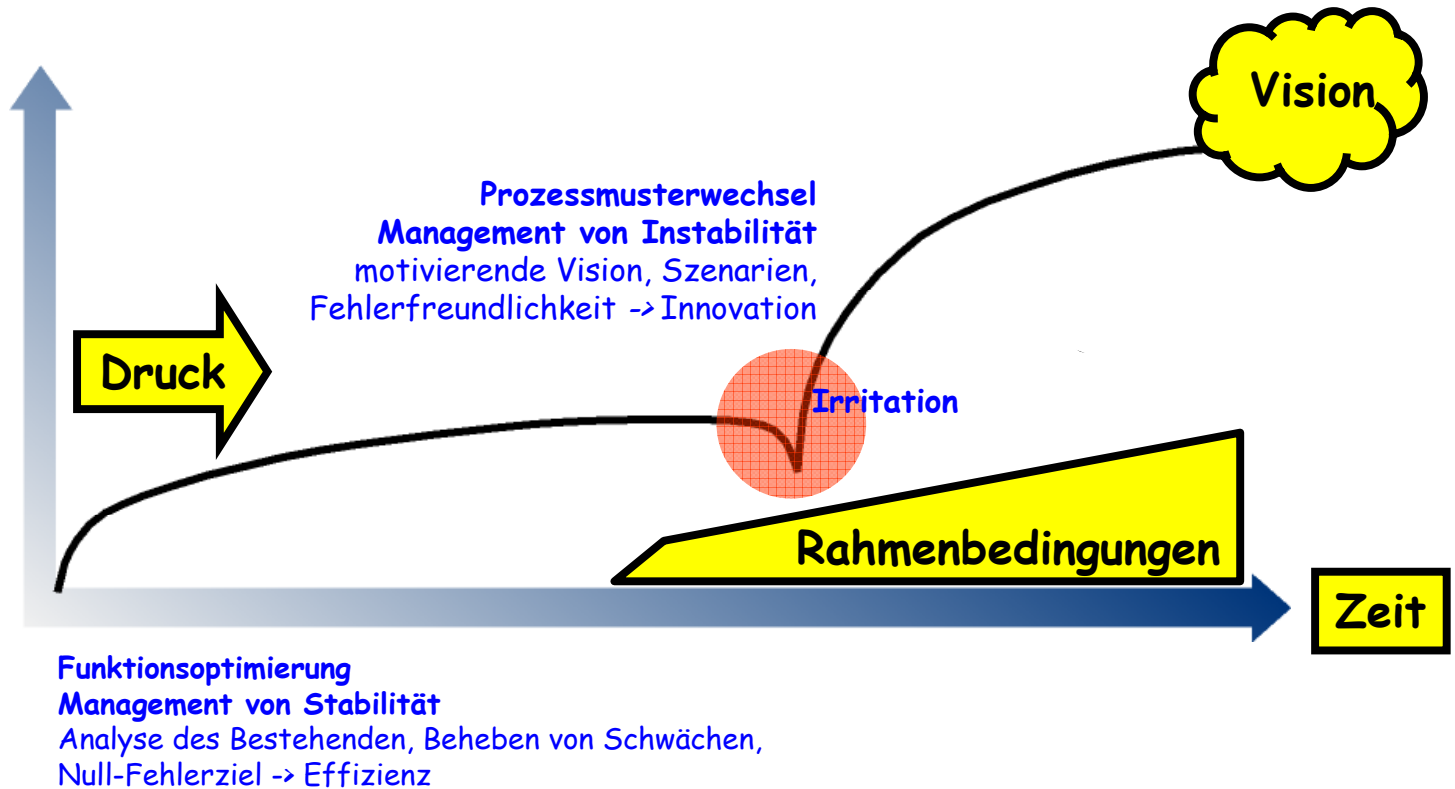 Vision
Prozessmusterwechsel
Management von Instabilität
motivierende Vision, Szenarien,
Fehlerfreundlichkeit -> Innovation
Druck
Irritation
Rahmenbedingungen
Zeit
Funktionsoptimierung
Management von Stabilität
Analyse des Bestehenden, Beheben von Schwächen,
Null-Fehlerziel -> Effizienz